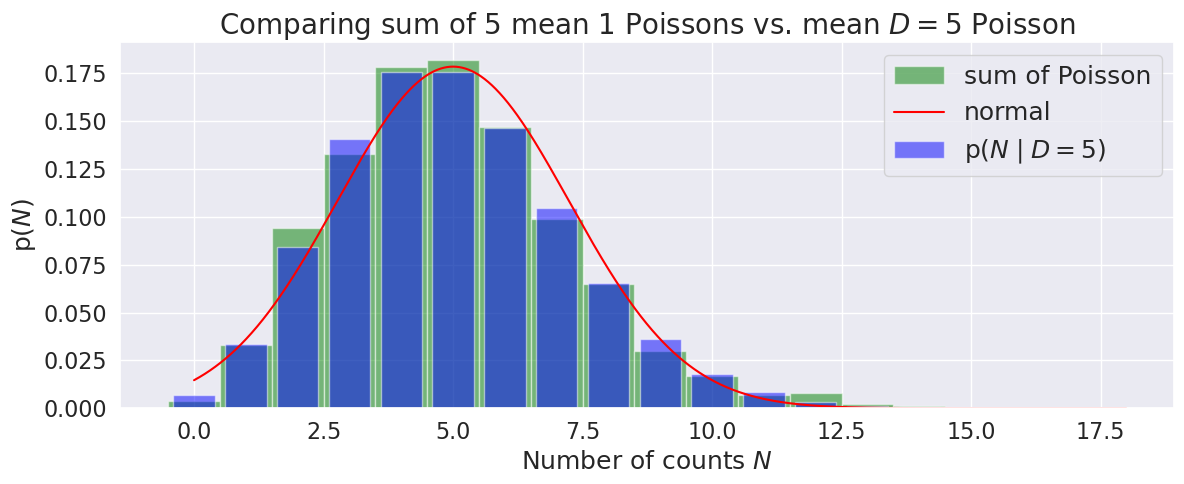 Comparing sum of 5 mean 1 Poissons vs. mean $D = 5$ Poisson
sum of Poisson
normal
p($N$ | $D = 5$)
p($N$)
0.175
0.150
0.125
0.100
0.075
0.050
0.025
0.000
0.0 2.5 5.0 7.5 10.0 12.5 15.0 17.5
Number of counts $N$